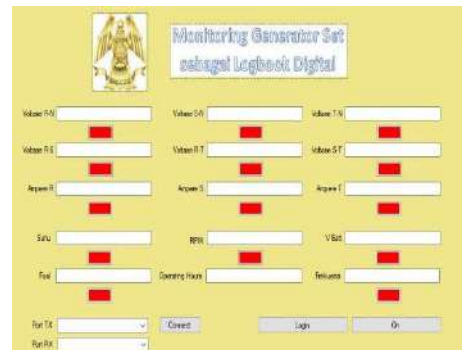 Monitoring Generator Set
sebagai Logbook Digital
Voltase R-N Voltase S-N Voltase T-N
Voltase R-S Voltase R-T Voltase S-T
Ampere R Ampere S Ampere T
Suhu RPM V Batt
Fuel Operating Hours Frekuensi
Port TX Connect Login On
Port RX